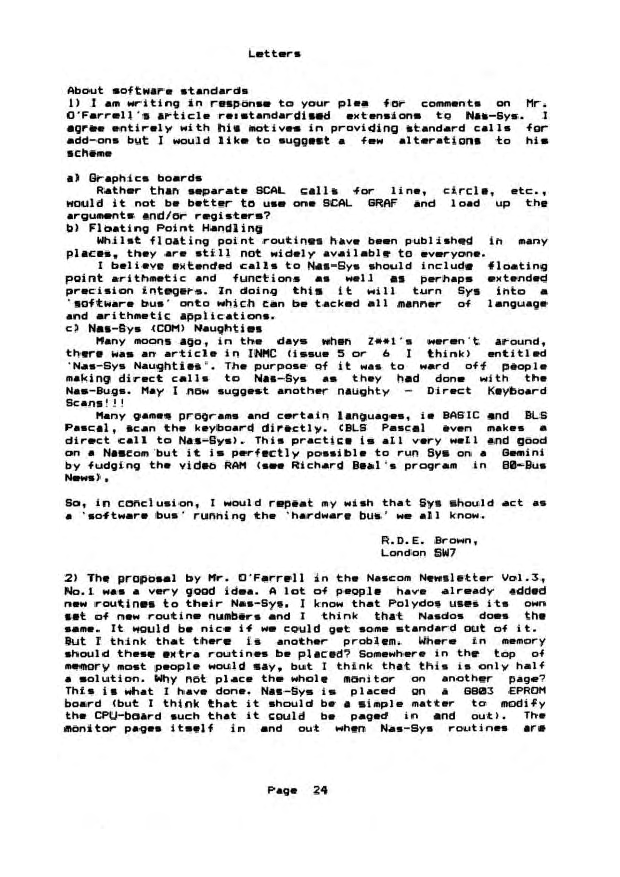 Letters
About software standards
1) I am writing in response to your plea for comments on Mr.
O'Farrell's article re:standardised extensions to Nas-Sys. I
agree entirely with his motives in providing standard calls for
add-ons but I would like to suggest a few alterations to his
scheme
a) Graphics boards
Rather than separate SCAL calls for line, circle, etc.,
would it not be better to use one SCAL GRAF and load up the
arguments and/or registers?
b) Floating Point Handling
Whilst floating point routines have been published in many
places, they are still not widely available to everyone.
I believe extended calls to Nas-Sys should include floating
point arithmetic and functions as well as perhaps extended
precision integers. In doing this it will turn Sys into a
'software bus' onto which can be tacked all manner of language
and arithmetic applications.
c) Nas-Sys (COM) Naughties
Many moons ago, in the days when Z**1's weren't around,
there was an article in INMC (issue 5 or 6 I think) entitled
'Nas-Sys Naughties'. The purpose of it was to ward off people
making direct calls to Nas-Sys as they had done with the
Nas-Bugs. May I now suggest another naughty - Direct Keyboard
Scans!!!
Many games programs and certain languages, ie BASIC and BLS
Pascal, scan the keyboard directly. (BLS Pascal even makes a
direct call to Nas-Sys). This practice is all very well and good
on a Nascom but it is perfectly possible to run Sys on a Gemini
by fudging the video RAM (see Richard Beal's program in 80-Bus
News).
So, in conclusion, I would repeat my wish that Sys should act as
a 'software bus' running the 'hardware bus' we all know.
R.D.E. Brown,
London SW7
2) The proposal by Mr. O'Farrell in the Nascom Newsletter Vol.3,
No.1 was a very good idea. A lot of people have already added
new routines to their Nas-Sys. I know that Polydos uses its own
set of new routine numbers and I think that Nasdos does the
same. It would be nice if we could get some standard out of it.
But I think that there is another problem. Where in memory
should these extra routines be placed? Somewhere in the top of
memory most people would say, but I think that this is only half
a solution. Why not place the whole monitor on another page?
This is what I have done. Nas-Sys is placed on a G803 EPROM
board (but I think that it should be a simple matter to modify
the CPU-board such that it could be paged in and out). The
monitor pages itself in and out when Nas-Sys routines are
Page 24